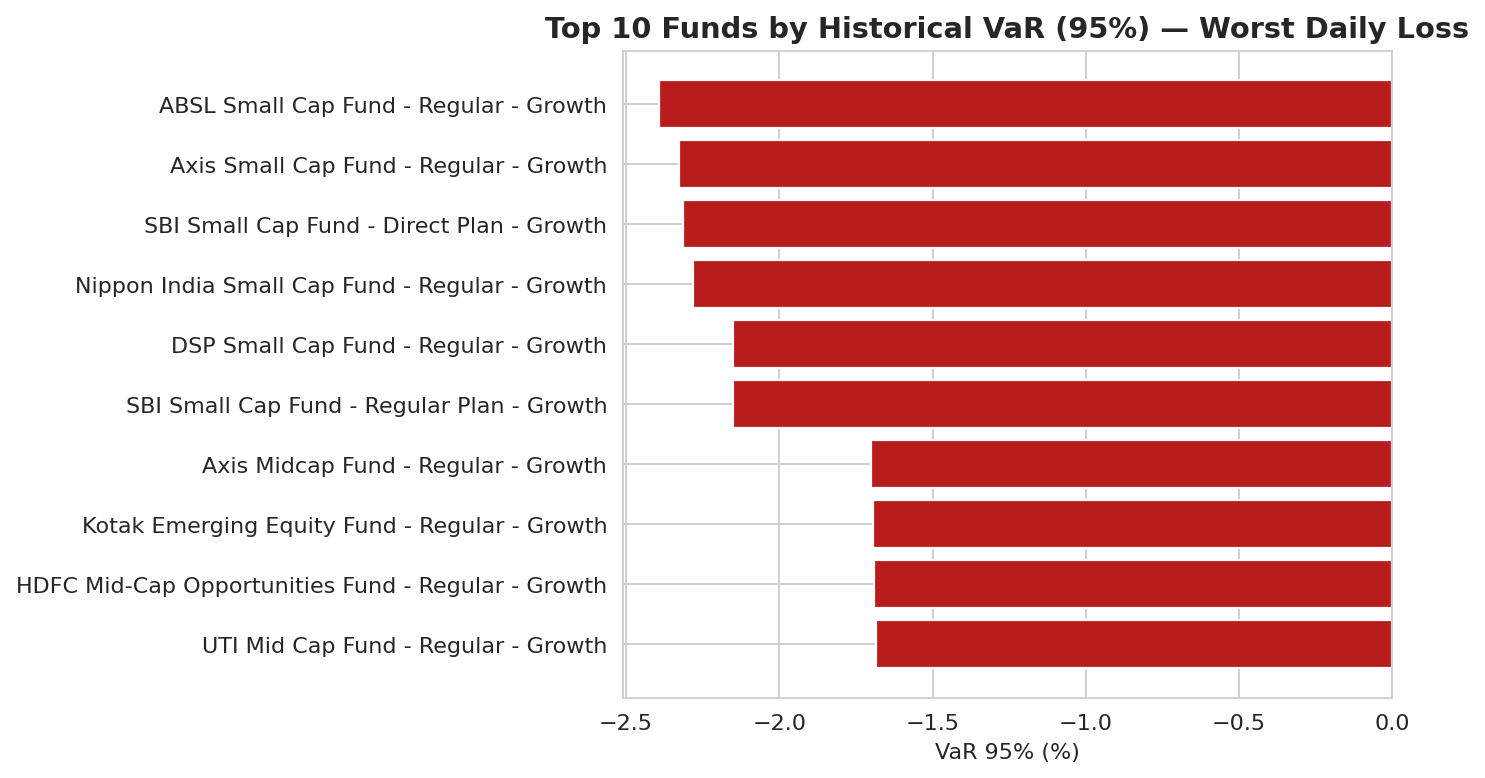 Top 10 Funds by Historical VaR (95%) — Worst Daily Loss
ABSL Small Cap Fund - Regular - Growth
Axis Small Cap Fund - Regular - Growth
SBI Small Cap Fund - Direct Plan - Growth
Nippon India Small Cap Fund - Regular - Growth
DSP Small Cap Fund - Regular - Growth
SBI Small Cap Fund - Regular Plan - Growth
Axis Midcap Fund - Regular - Growth
Kotak Emerging Equity Fund - Regular - Growth
HDFC Mid-Cap Opportunities Fund - Regular - Growth
UTI Mid Cap Fund - Regular - Growth
−2.5 −2.0 −1.5 −1.0 −0.5 0.0
VaR 95% (%)